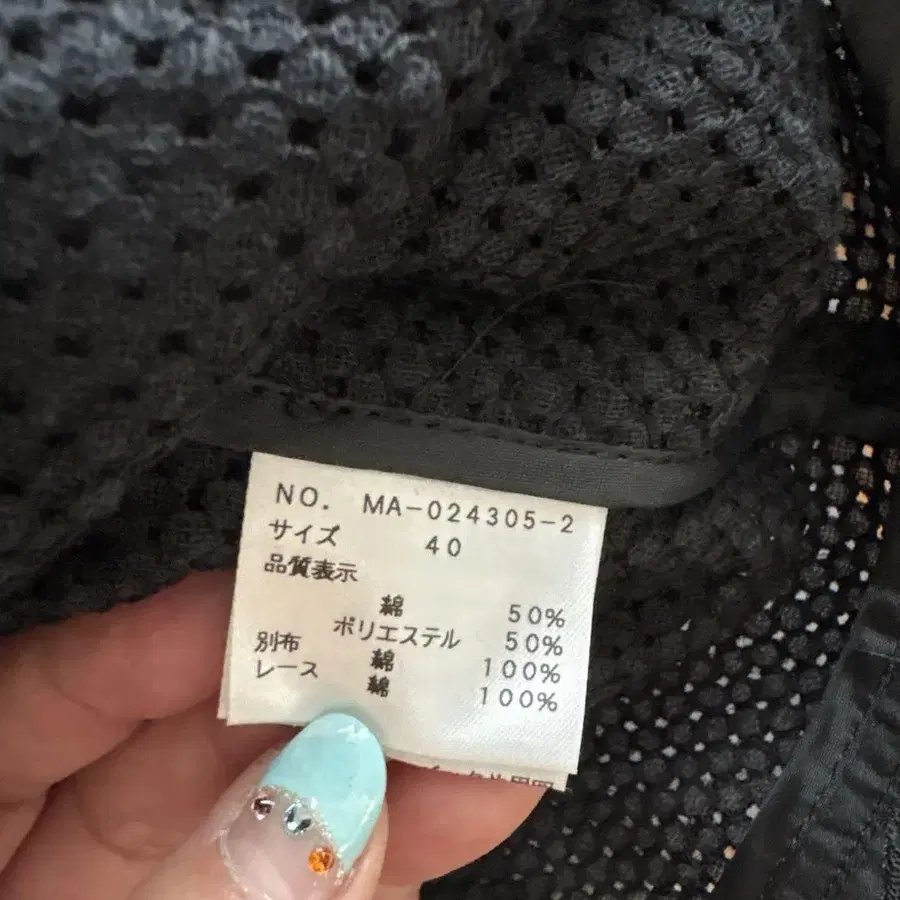 NO. MA-024305-2
サイズ 40
品質表示
綿 50%
ポリエステル 50%
別布 綿 100%
レース 綿 100%